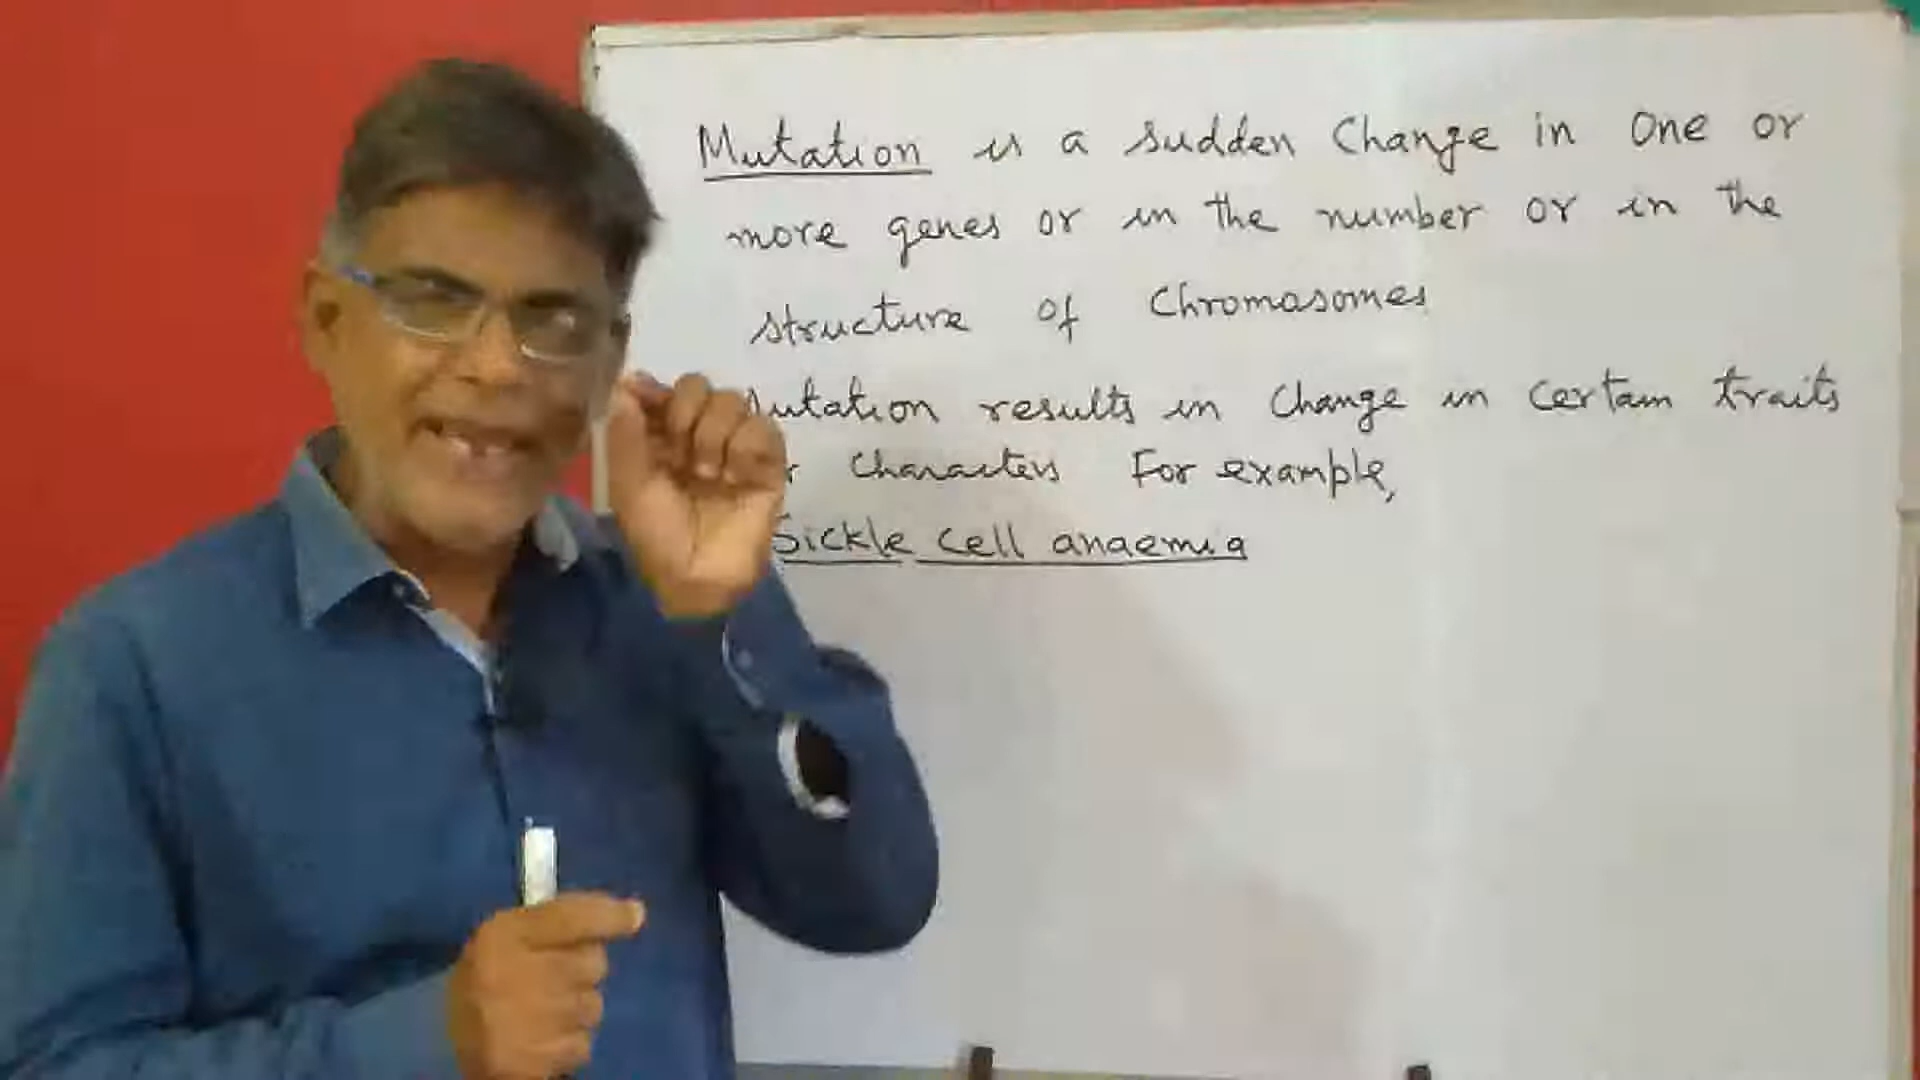 Mutation is a sudden Change in One or
more genes or in the number or in the
structure of Chromasomes
utation results in Change in certain traits
r Characters For example,
Sickle cell anaemia